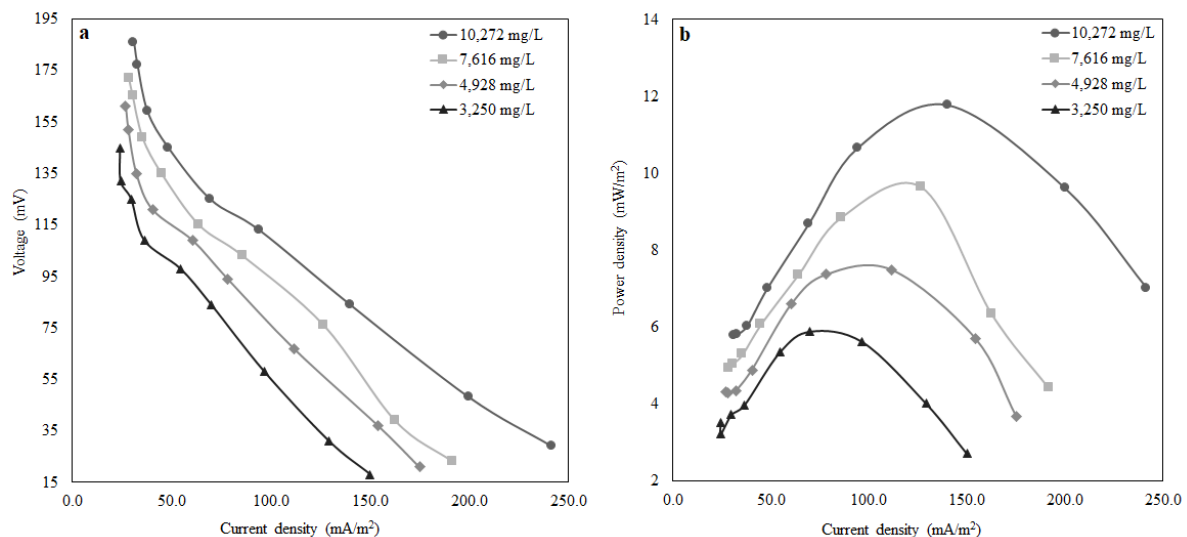 a
195
175
155
135
115
95
75
55
35
15
Voltage (mV)
0.0 50.0 100.0 150.0 200.0 250.0
Current density (mA/m²)
10,272 mg/L
7,616 mg/L
4,928 mg/L
3,250 mg/L
b
14
12
10
8
6
4
2
Power density (mW/m²)
0.0 50.0 100.0 150.0 200.0 250.0
Current density (mA/m²)
10,272 mg/L
7,616 mg/L
4,928 mg/L
3,250 mg/L